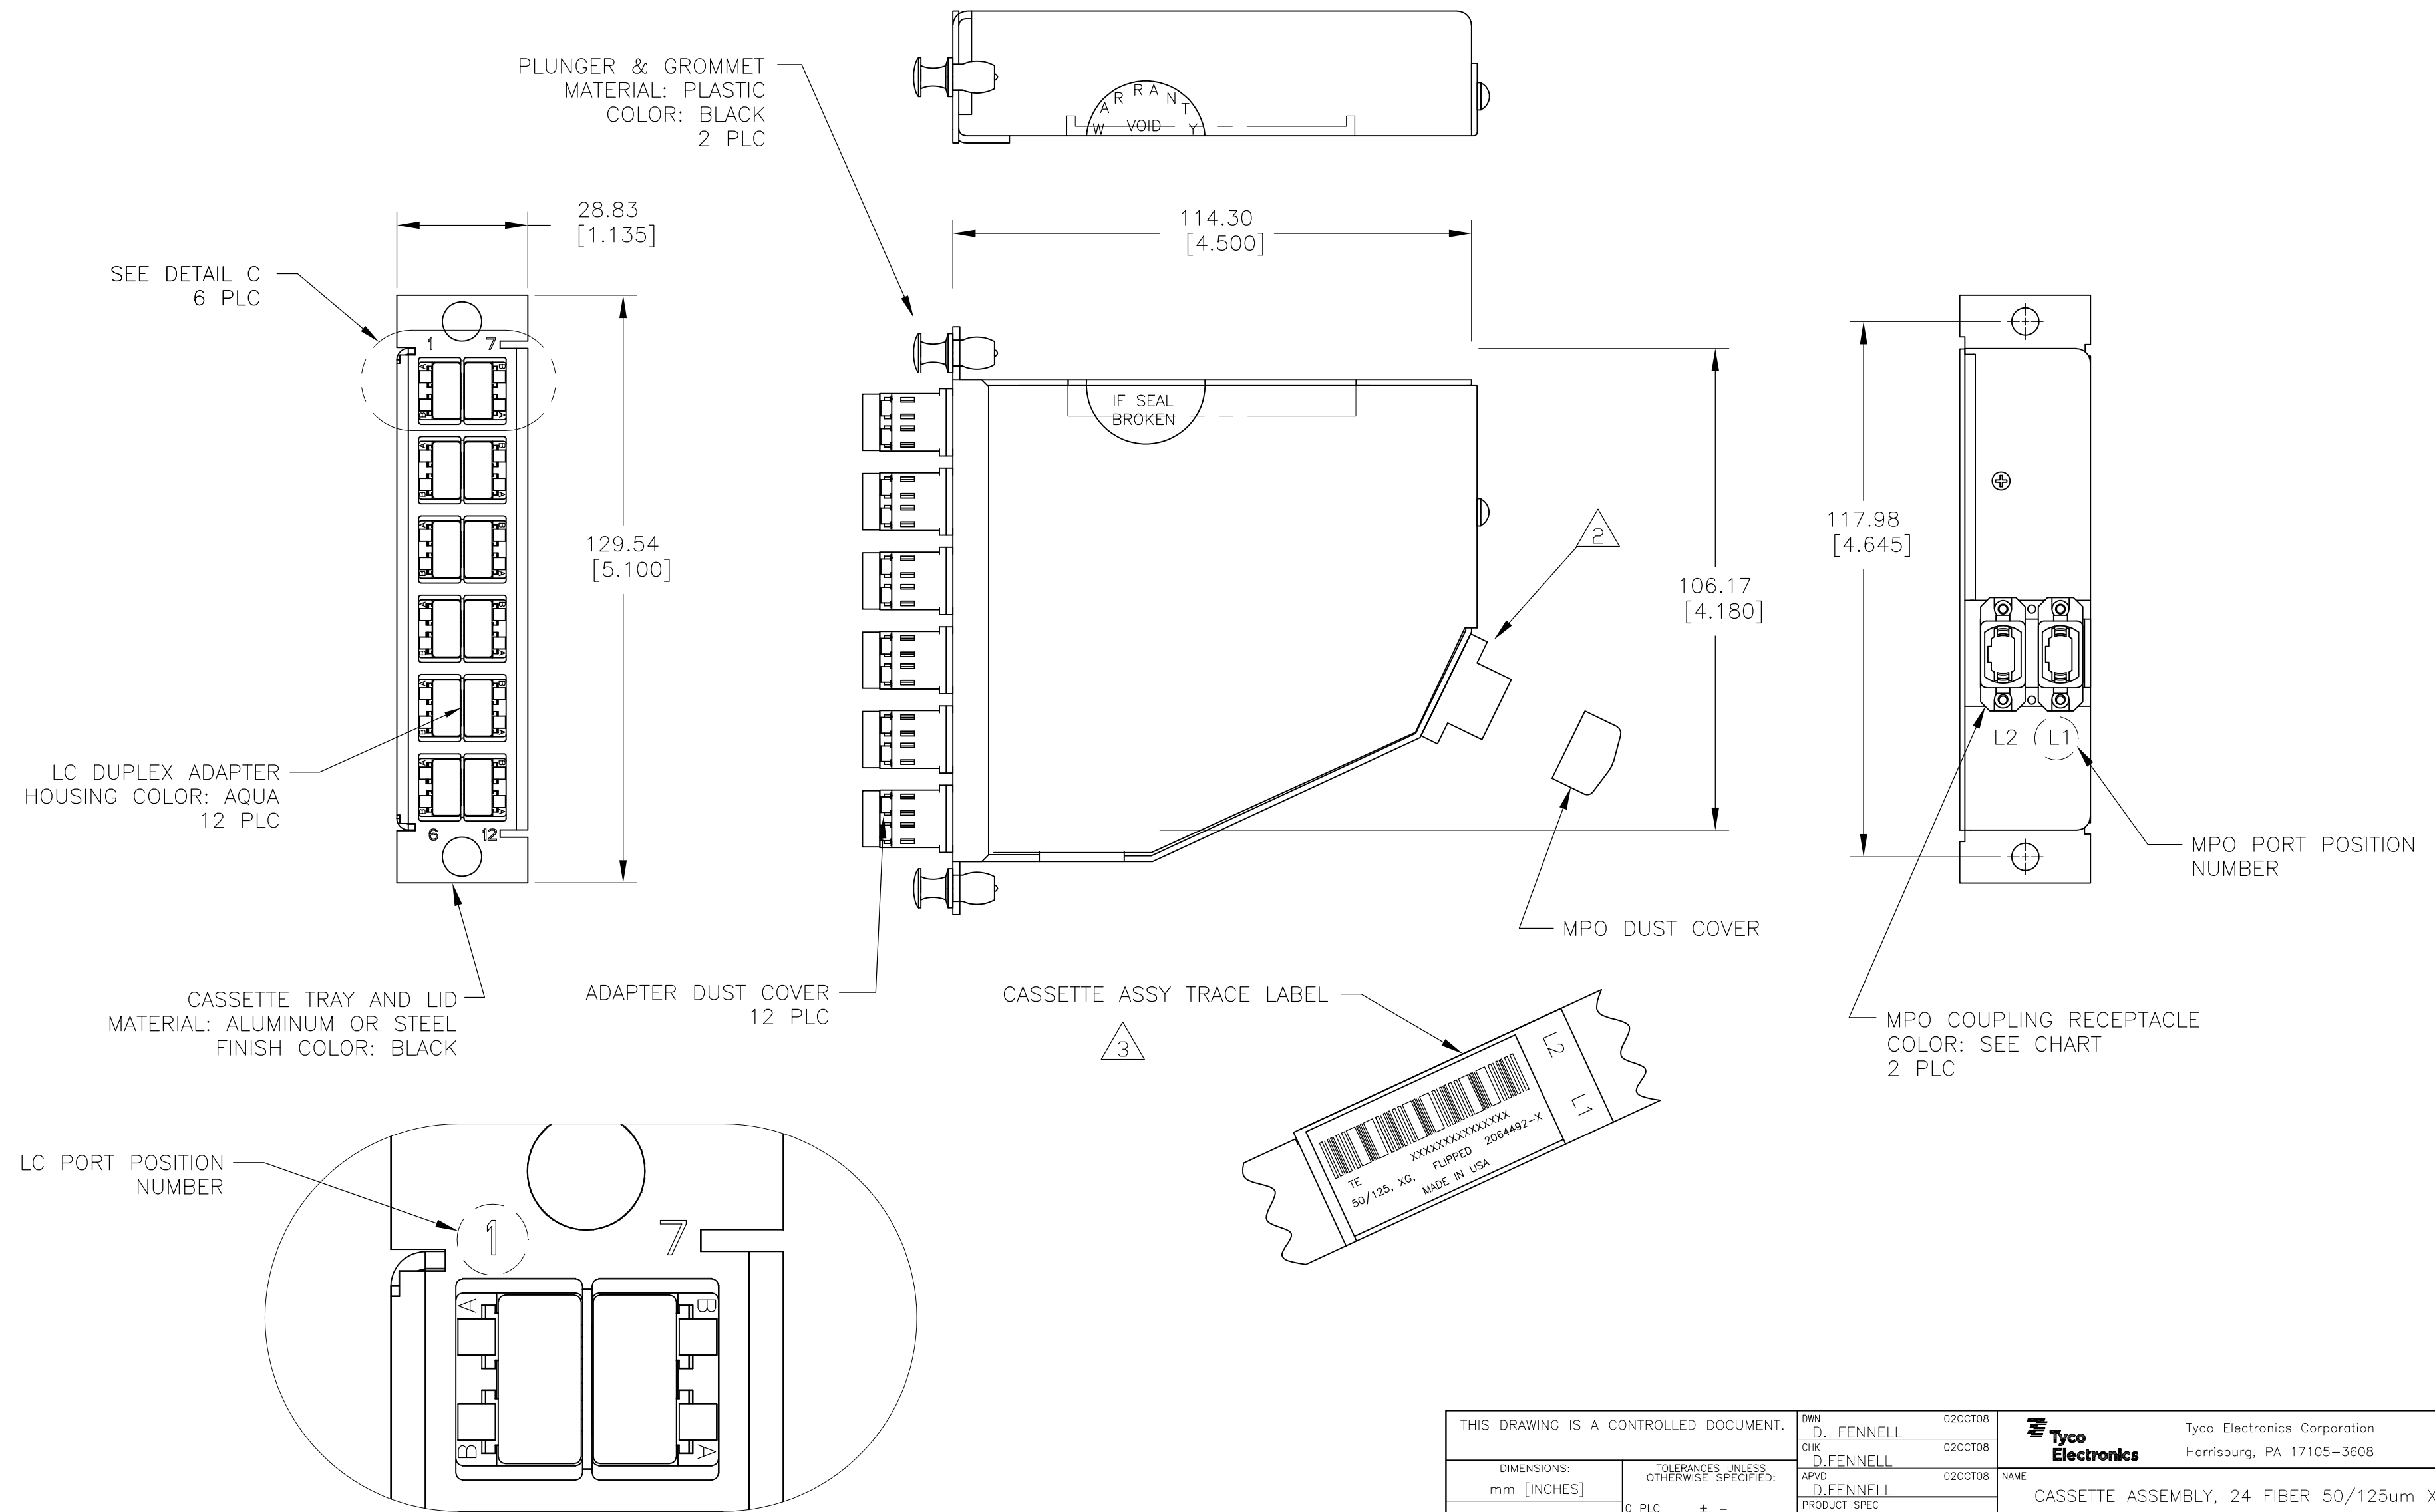 PLUNGER & GROMMET
MATERIAL: PLASTIC
COLOR: BLACK
2 PLC
WARRANTY
VOID
28.83
[1.135]
114.30
[4.500]
SEE DETAIL C
6 PLC
1 7
A B
B A
A B
B A
A B
B A
A B
B A
A B
B A
A B
B A
6 12
129.54
[5.100]
IF SEAL
BROKEN
2
106.17
[4.180]
117.98
[4.645]
L2 L1
LC DUPLEX ADAPTER
HOUSING COLOR: AQUA
12 PLC
MPO PORT POSITION
NUMBER
MPO DUST COVER
CASSETTE TRAY AND LID
MATERIAL: ALUMINUM OR STEEL
FINISH COLOR: BLACK
ADAPTER DUST COVER
12 PLC
CASSETTE ASSY TRACE LABEL
3
MPO COUPLING RECEPTACLE
COLOR: SEE CHART
2 PLC
L2 L1
XXXXXXXXXXXXXX
TE FLIPPED 2064492-X
50/125, XG, MADE IN USA
LC PORT POSITION
NUMBER
1 7
A B
B A
THIS DRAWING IS A CONTROLLED DOCUMENT.
DIMENSIONS:
mm [INCHES]
TOLERANCES UNLESS
OTHERWISE SPECIFIED:
0 PLC ± -
DWN 02OCT08
D. FENNELL
CHK 02OCT08
D.FENNELL
APVD 02OCT08
D.FENNELL
PRODUCT SPEC
Tyco
Electronics
Tyco Electronics Corporation
Harrisburg, PA 17105-3608
NAME
CASSETTE ASSEMBLY, 24 FIBER 50/125um X